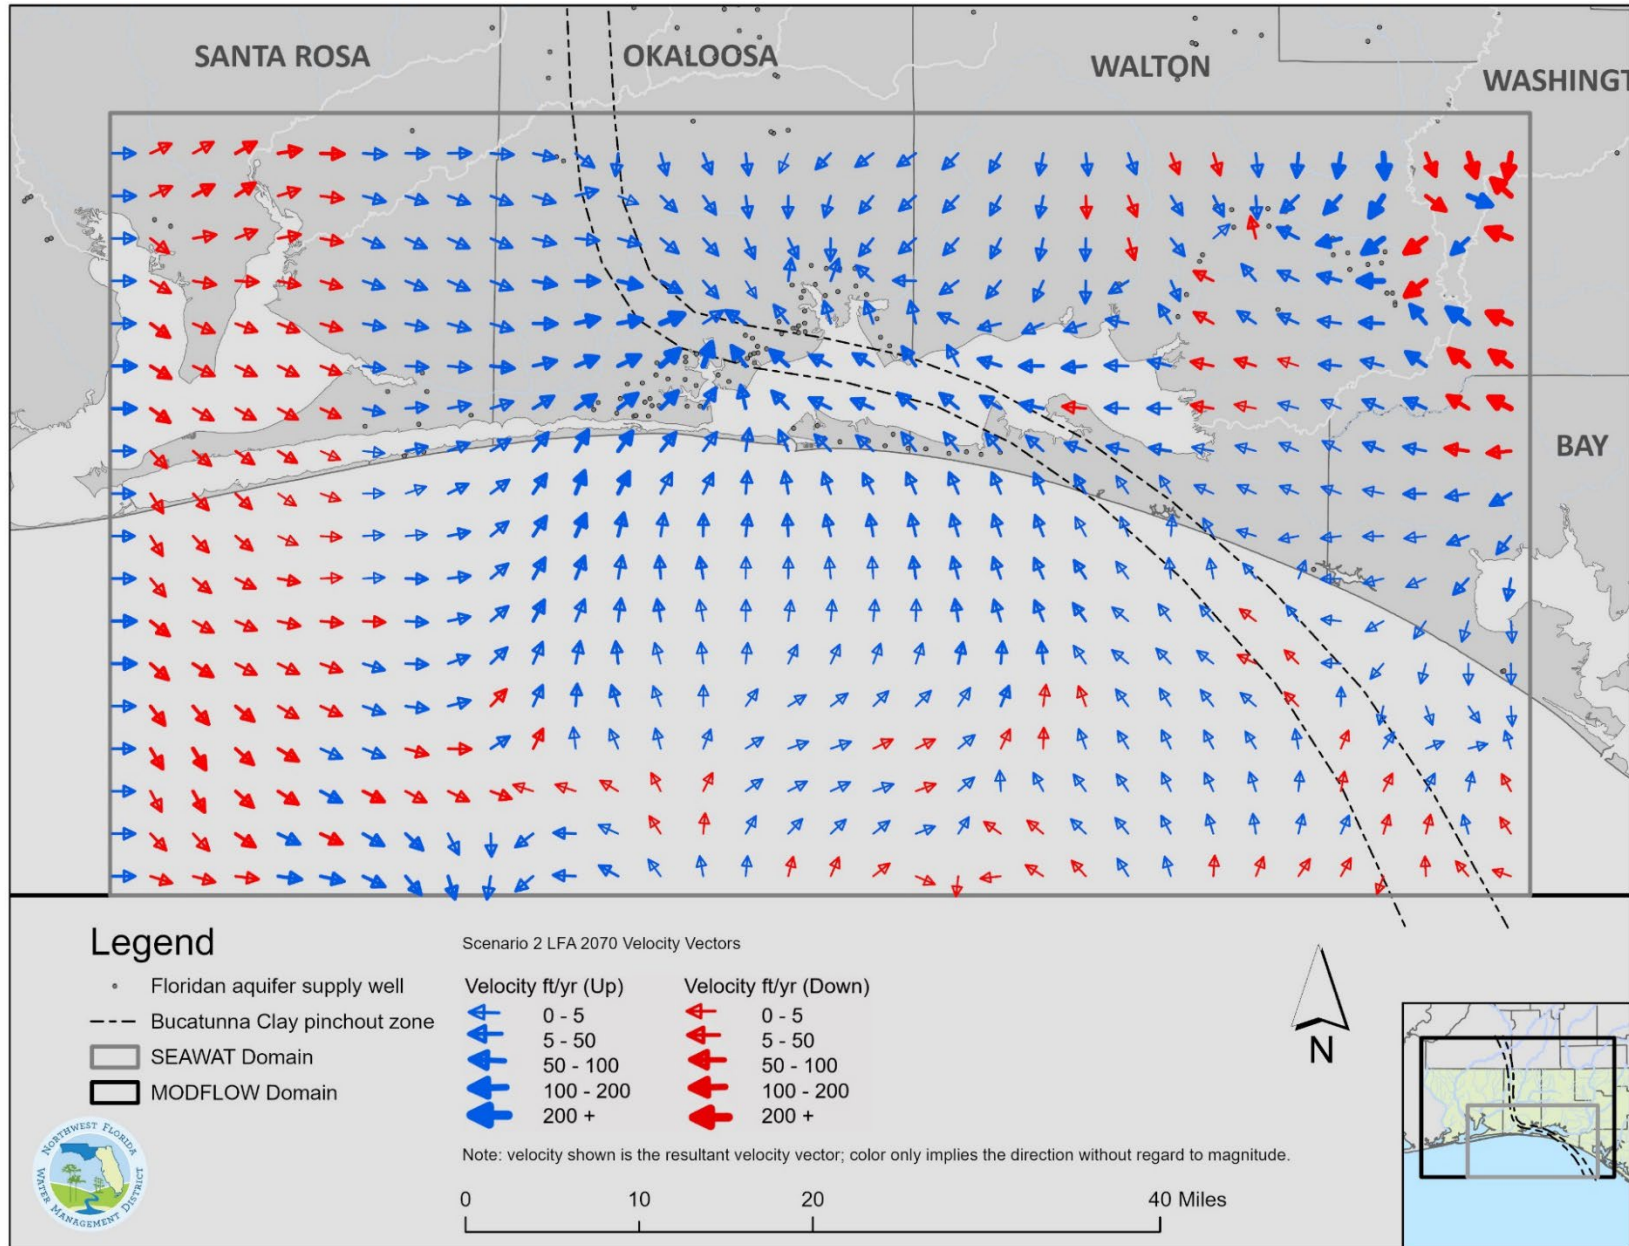 SANTA ROSA
OKALOOSA
WALTON
WASHINGT
BAY
Legend
Floridan aquifer supply well
Bucatunna Clay pinchout zone
SEAWAT Domain
MODFLOW Domain
Scenario 2 LFA 2070 Velocity Vectors
Velocity ft/yr (Up)
0 - 5
5 - 50
50 - 100
100 - 200
200 +
Velocity ft/yr (Down)
0 - 5
5 - 50
50 - 100
100 - 200
200 +
Note: velocity shown is the resultant velocity vector; color only implies the direction without regard to magnitude.
0 10 20 40 Miles
N
NORTHWEST FLORIDA
WATER MANAGEMENT DISTRICT